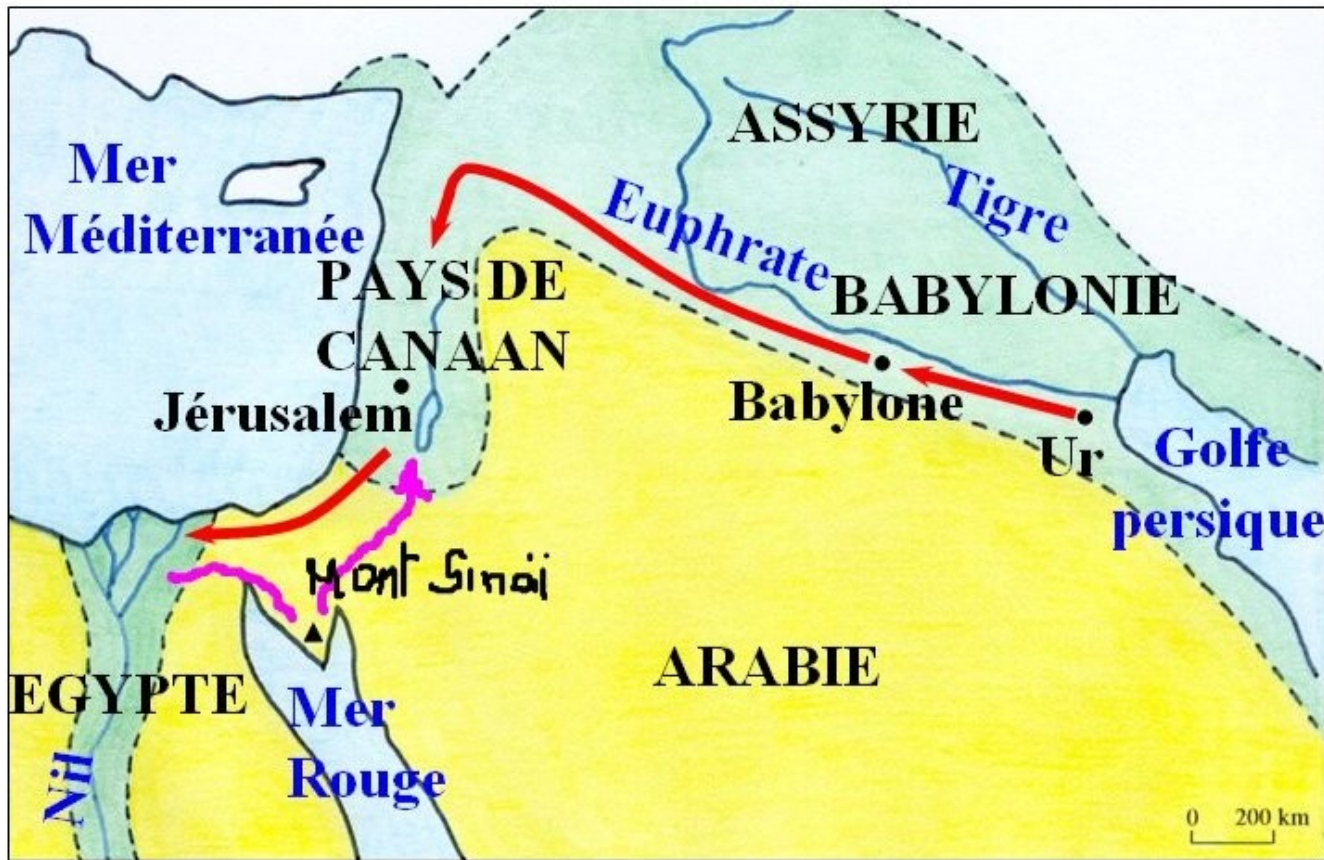 ASSYRIE
Mer
Méditerranée
Tigre
Euphrate
PAYS DE
CANAAN
BABYLONIE
Jérusalem
Babylone
Ur
Golfe
persique
Mont Sinaï
EGYPTE
Nil
Mer
Rouge
ARABIE
0 200 km